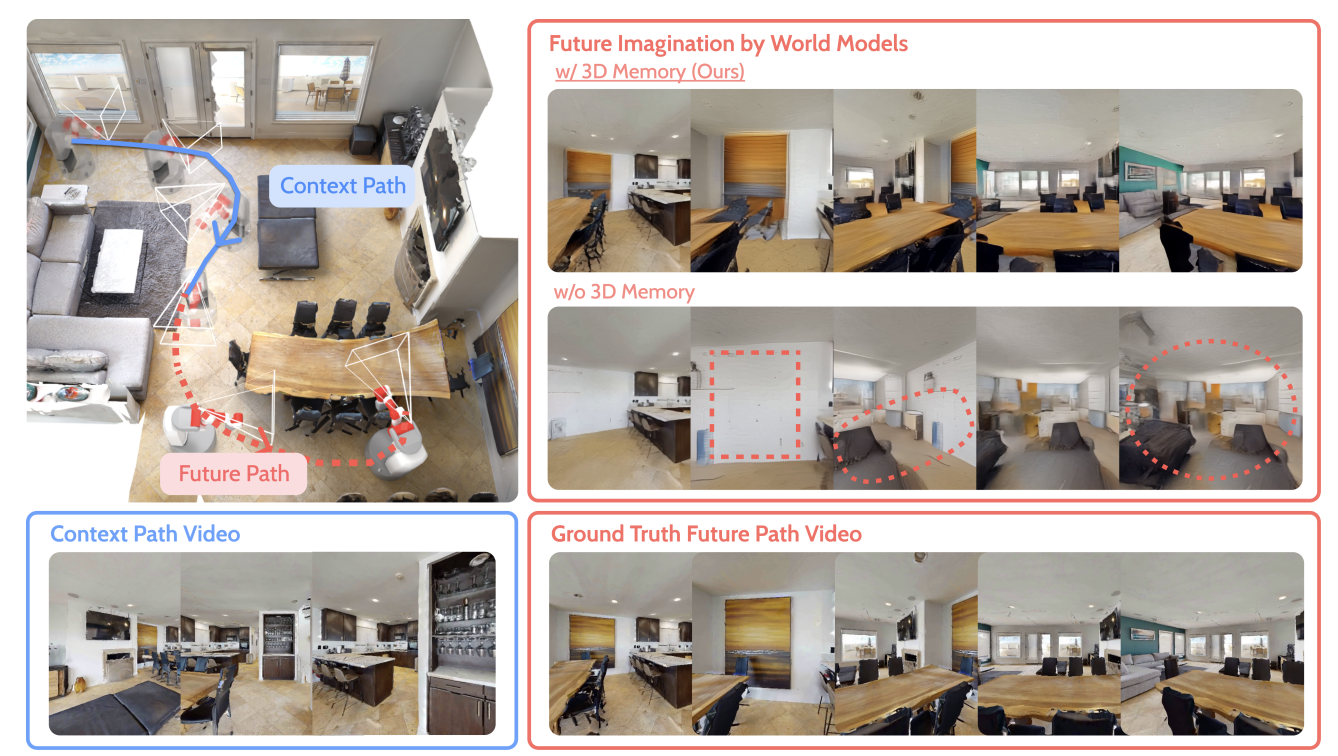 Context Path
Future Path
Future Imagination by World Models
w/ 3D Memory (Ours)
w/o 3D Memory
Context Path Video
Ground Truth Future Path Video